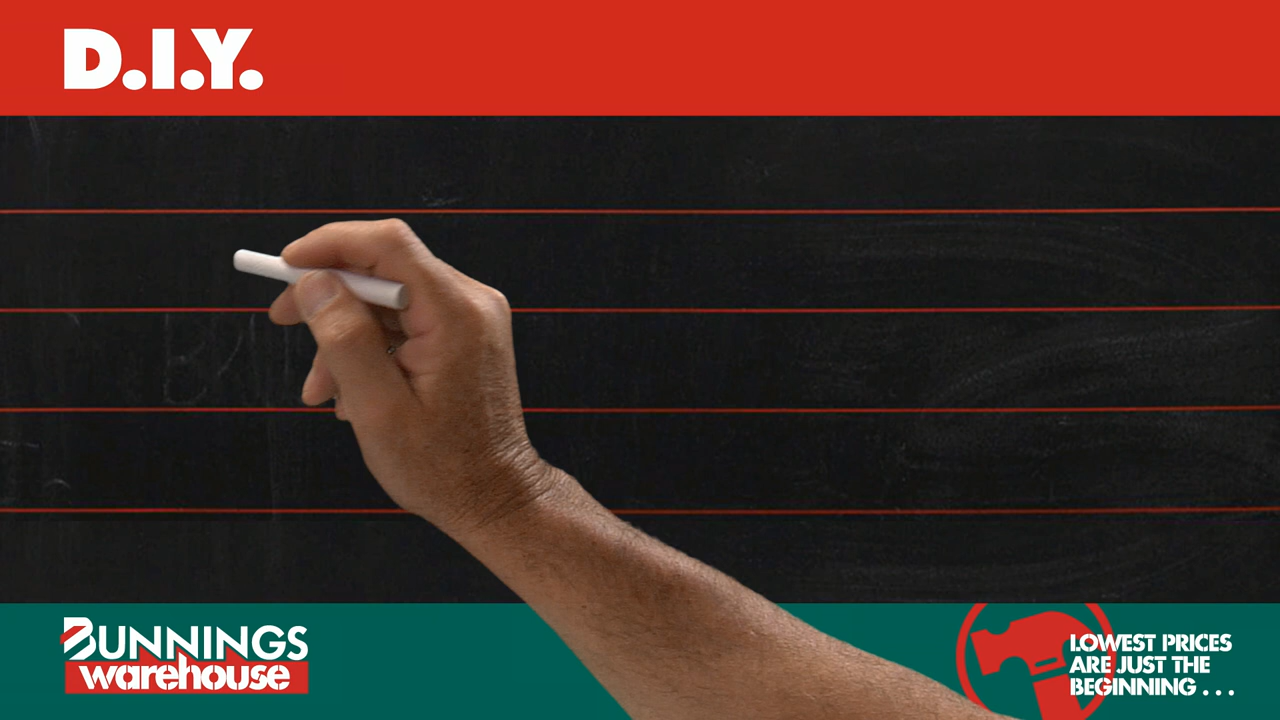 D.I.Y.
BUNNINGS
warehouse
LOWEST PRICES
ARE JUST THE
BEGINNING...